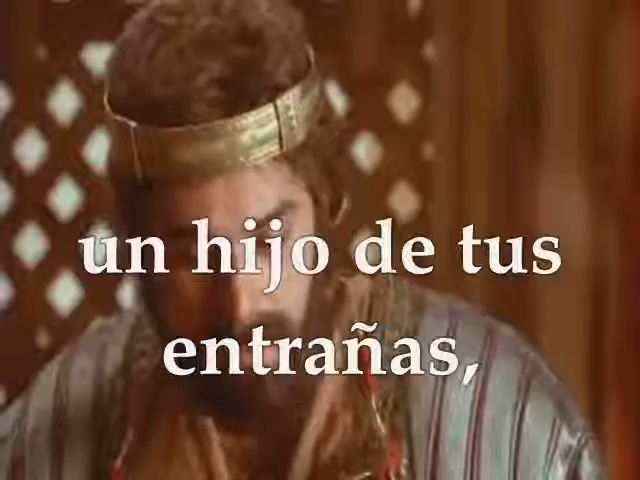 un hijo de tus
entrañas,